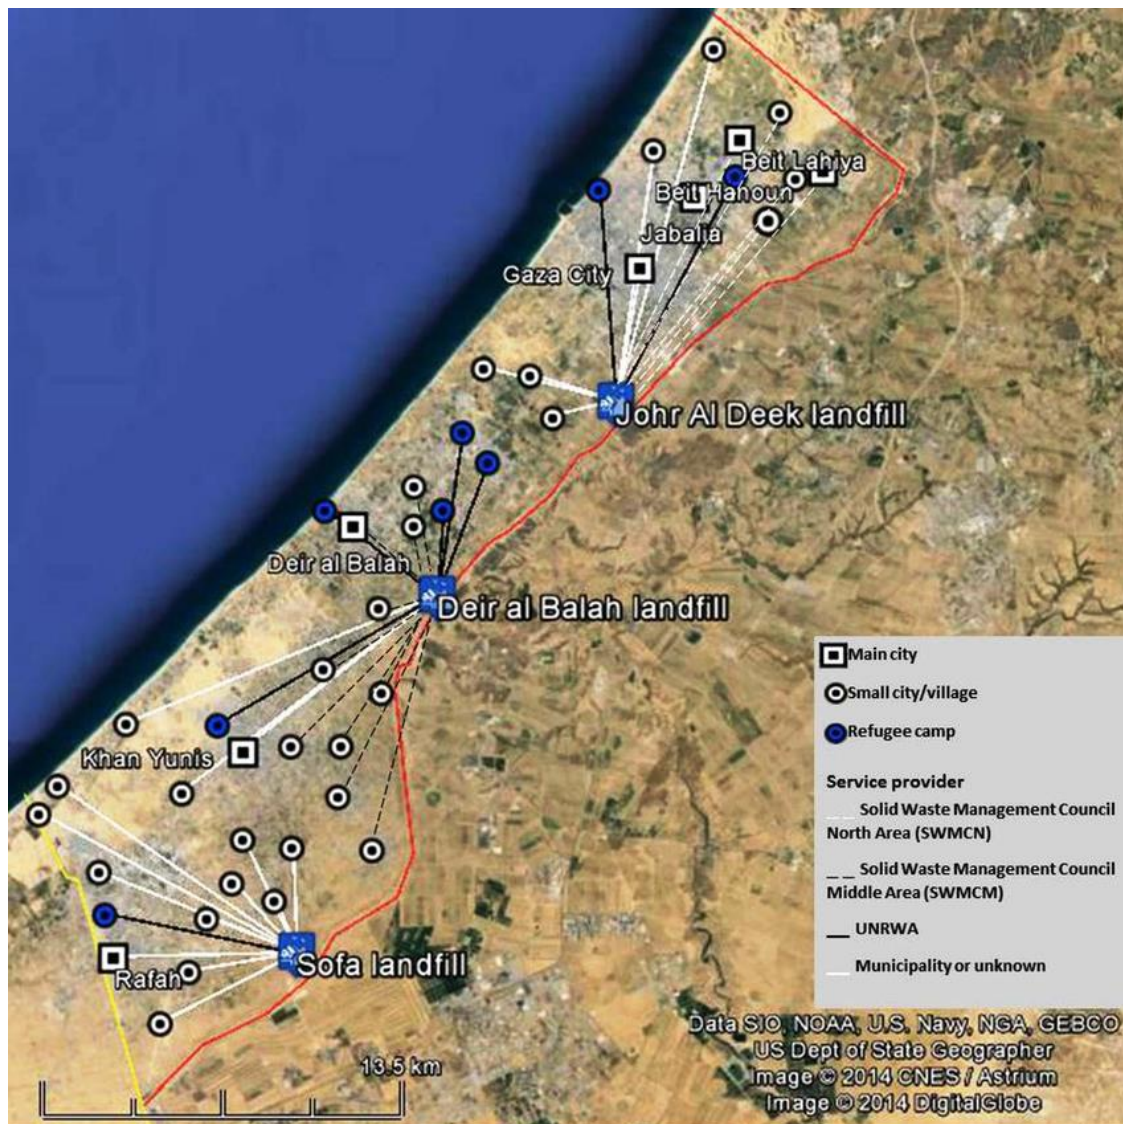 Beit Lahiya
Beit Hanoun
Jabalia
Gaza City
Johr Al Deek landfill
Deir al Balah
Deir al Balah landfill
Khan Yunis
Sofa landfill
Rafah
13.5 km
Main city
Small city/village
Refugee camp
Service provider
Solid Waste Management Council
North Area (SWMCN)
Solid Waste Management Council
Middle Area (SWMCM)
UNRWA
Municipality or unknown
Data SIO, NOAA, U.S. Navy, NGA, GEBCO
US Dept of State Geographer
Image © 2014 CNES / Astrium
Image © 2014 DigitalGlobe